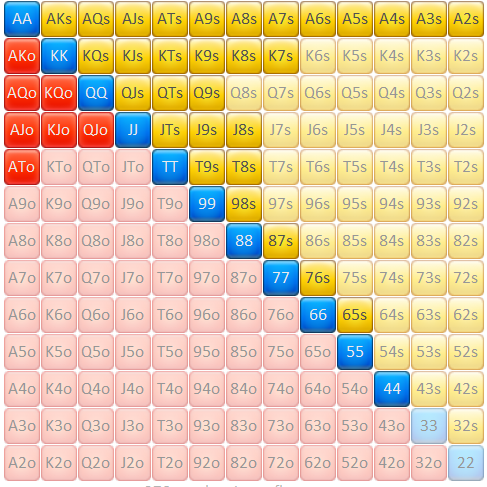 AA AKs AQs AJs ATs A9s A8s A7s A6s A5s A4s A3s A2s
AKo KK KQs KJs KTs K9s K8s K7s K6s K5s K4s K3s K2s
AQo KQo QQ QJs QTs Q9s Q8s Q7s Q6s Q5s Q4s Q3s Q2s
AJo KJo QJo JJ JTs J9s J8s J7s J6s J5s J4s J3s J2s
ATo KTo QTo JTo TT T9s T8s T7s T6s T5s T4s T3s T2s
A9o K9o Q9o J9o T9o 99 98s 97s 96s 95s 94s 93s 92s
A8o K8o Q8o J8o T8o 98o 88 87s 86s 85s 84s 83s 82s
A7o K7o Q7o J7o T7o 97o 87o 77 76s 75s 74s 73s 72s
A6o K6o Q6o J6o T6o 96o 86o 76o 66 65s 64s 63s 62s
A5o K5o Q5o J5o T5o 95o 85o 75o 65o 55 54s 53s 52s
A4o K4o Q4o J4o T4o 94o 84o 74o 64o 54o 44 43s 42s
A3o K3o Q3o J3o T3o 93o 83o 73o 63o 53o 43o 33 32s
A2o K2o Q2o J2o T2o 92o 82o 72o 62o 52o 42o 32o 22